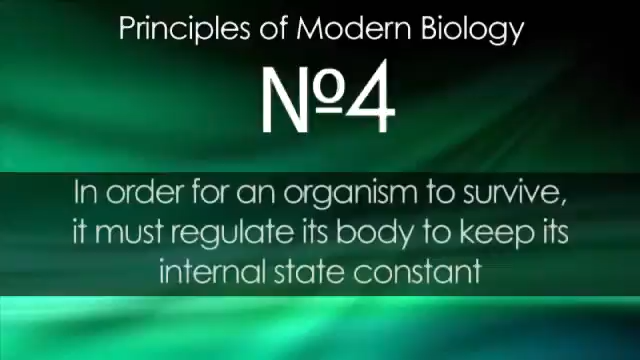 Principles of Modern Biology
Nº4
In order for an organism to survive,
it must regulate its body to keep its
internal state constant